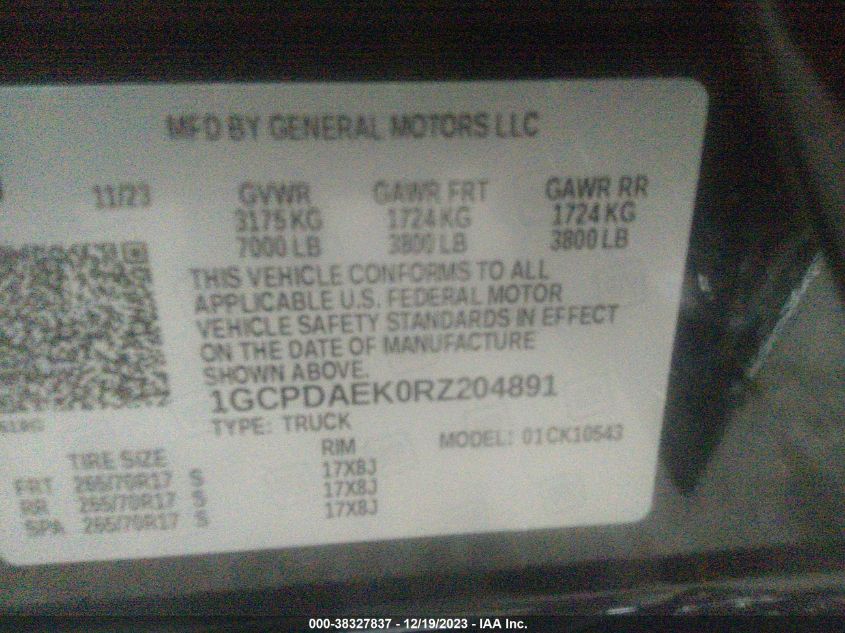 MFD BY GENERAL MOTORS LLC
11/23 GVWR GAWR FRT GAWR RR
3175 KG 1724 KG 1724 KG
7000 LB 3800 LB 3800 LB
THIS VEHICLE CONFORMS TO ALL
APPLICABLE U.S. FEDERAL MOTOR
VEHICLE SAFETY STANDARDS IN EFFECT
ON THE DATE OF MANUFACTURE
SHOWN ABOVE.
1GCPDAEK0RZ204891
TYPE: TRUCK MODEL: 01CK10543
TIRE SIZE RIM
FRT 265/70R17 S 17X8J
RR 265/70R17 S 17X8J
SPA 265/70R17 S 17X8J
000-38327837 - 12/19/2023 - IAA Inc.